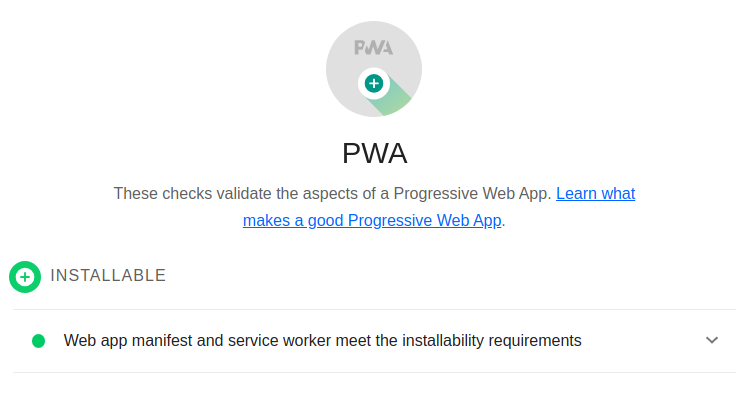 PWA
PWA
These checks validate the aspects of a Progressive Web App. Learn what
makes a good Progressive Web App.
INSTALLABLE
Web app manifest and service worker meet the installability requirements